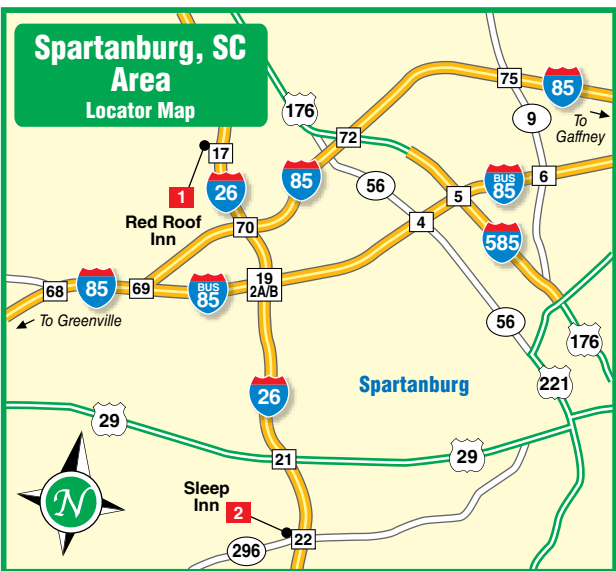 Spartanburg, SC
Area
Locator Map
176
75
85
To
Gaffney
9
72
17
1
26
85
56
BUS
85
6
5
Red Roof
Inn
70
4
585
19
2A/B
68
85
69
BUS
85
To Greenville
56
176
Spartanburg
221
26
29
29
21
N
Sleep
Inn
2
22
296